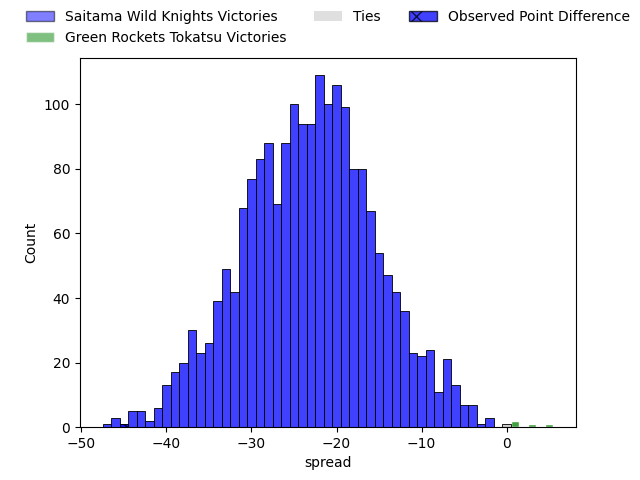 Saitama Wild Knights Victories
Ties
Observed Point Difference
Green Rockets Tokatsu Victories
100
80
60
40
20
0
Count
−50
−40
−30
−20
−10
0
spread